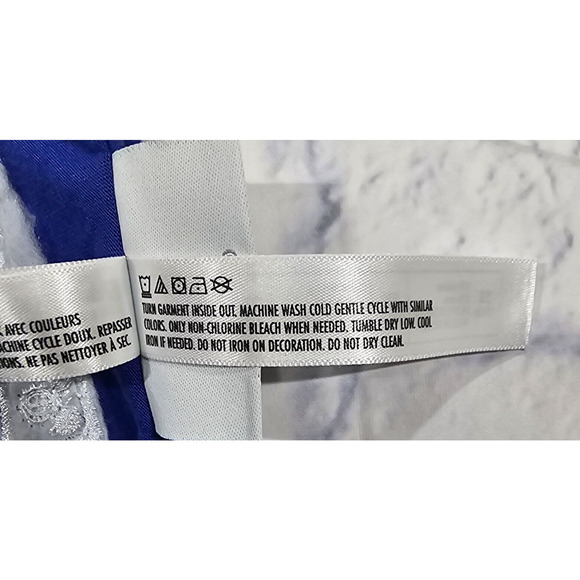 AVEC COULEURS
MACHINE CYCLE DOUX. REPASSER
NE PAS NETTOYER À SEC.
TURN GARMENT INSIDE OUT. MACHINE WASH COLD GENTLE CYCLE WITH SIMILAR
COLORS. ONLY NON-CHLORINE BLEACH WHEN NEEDED. TUMBLE DRY LOW. COOL
IRON IF NEEDED. DO NOT IRON ON DECORATION. DO NOT DRY CLEAN.